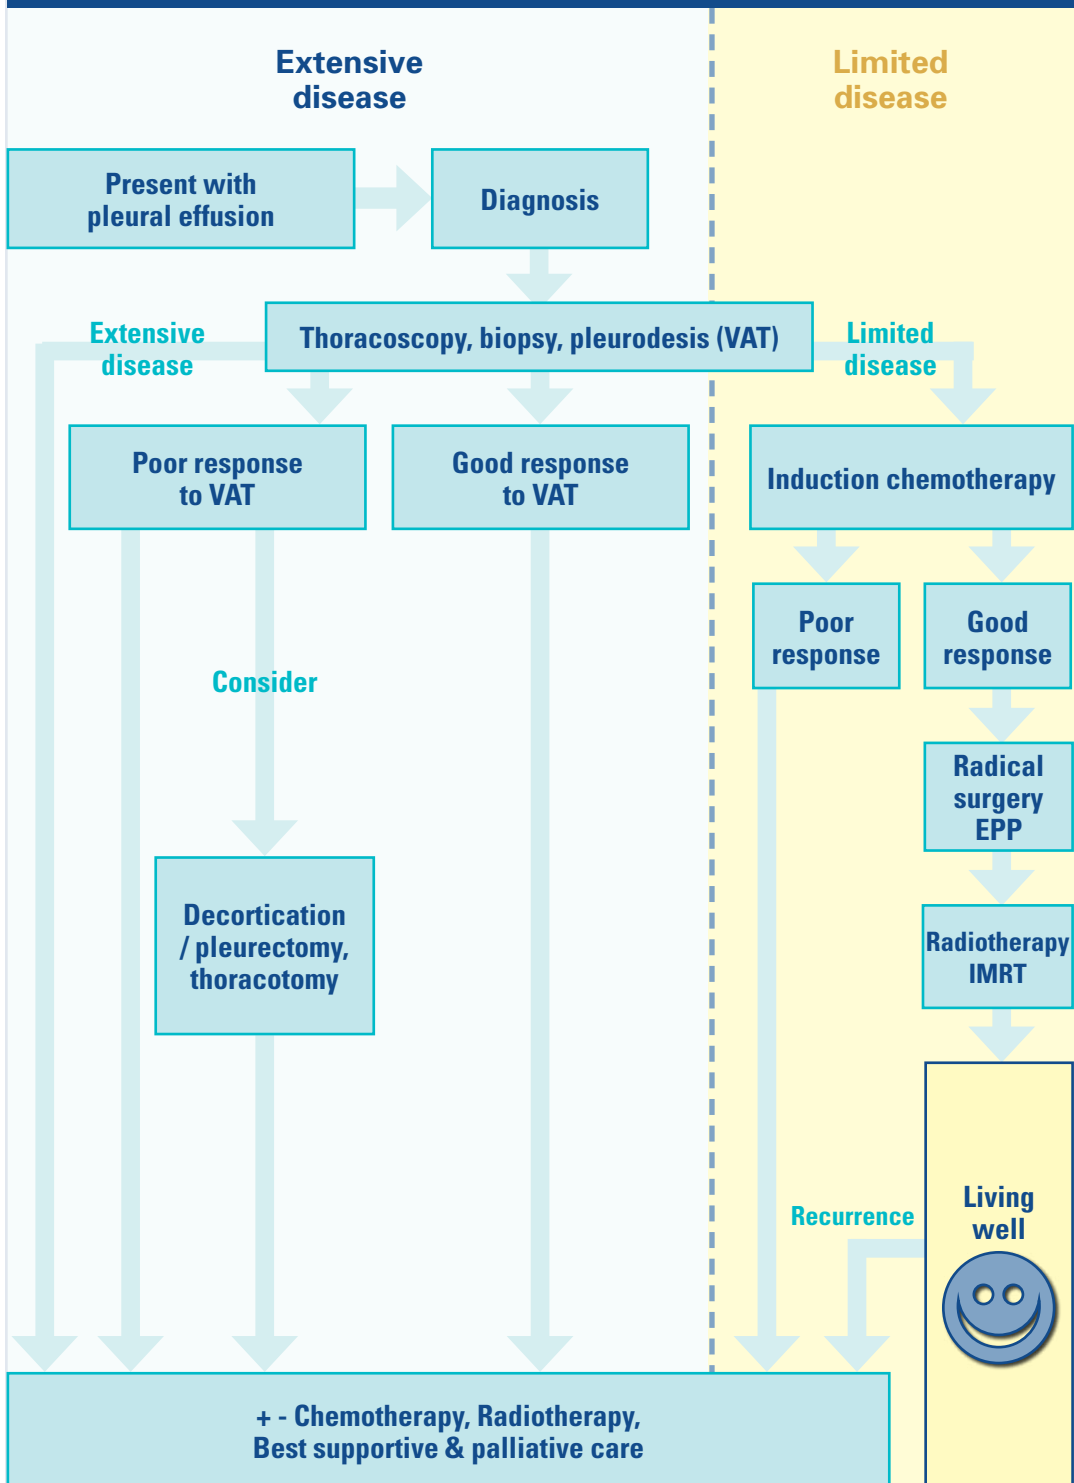 Extensive
disease
Limited
disease
Present with
pleural effusion
Diagnosis
Thoracoscopy, biopsy, pleurodesis (VAT)
Extensive
disease
Limited
disease
Poor response
to VAT
Good response
to VAT
Induction chemotherapy
Poor
response
Good
response
Consider
Radical
surgery
EPP
Decortication
/ pleurectomy,
thoracotomy
Radiotherapy
IMRT
Living
well
Recurrence
+ - Chemotherapy, Radiotherapy,
Best supportive & palliative care